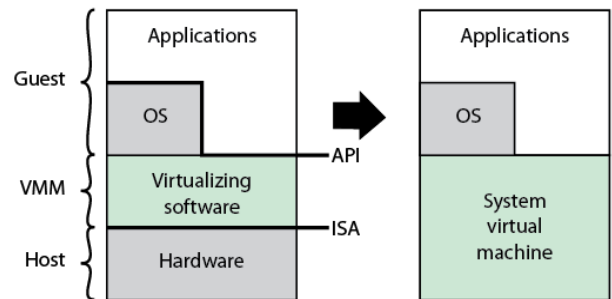 Applications
Guest
OS
API
VMM
Virtualizing
software
ISA
Host
Hardware
Applications
OS
System
virtual
machine